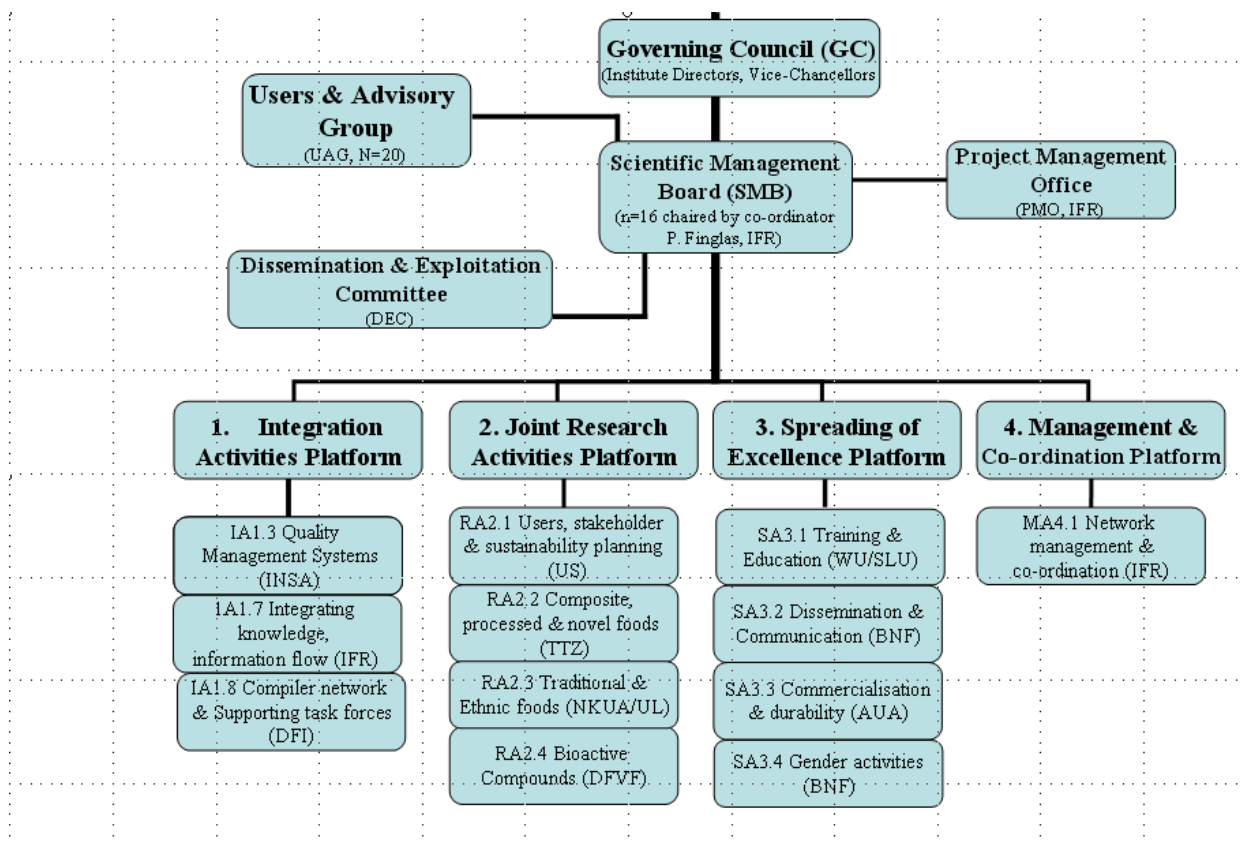 Governing Council (GC)
(Institute Directors, Vice-Chancellors
Users & Advisory
Group
(UAG, N=20)
Scientific Management
Board (SMB)
(n=16 chaired by co-ordinator
P. Finglas, IFR)
Project Management
Office
(PMO, IFR)
Dissemination & Exploitation
Committee
(DEC)
1. Integration
Activities Platform
2. Joint Research
Activities Platform
3. Spreading of
Excellence Platform
4. Management &
Co-ordination Platform
IA1.3 Quality
Management Systems
(INSA)
1A1.7 Integrating
knowledge,
information flow (IFR)
IA1.8 Compiler network
& Supporting task forces
(DFI)
RA2.1 Users, stakeholder
& sustainability planning
(US)
RA2.2 Composite,
processed & novel foods
(TTZ)
RA2.3 Traditional &
Ethnic foods (NKUA/UL)
RA2.4 Bioactive
Compounds (DFVF)
SA3.1 Training &
Education (WU/SLU)
SA3.2 Dissemination &
Communication (BNF)
SA3.3 Commercialisation
& durability (AUA)
SA3.4 Gender activities
(BNF)
MA4.1 Network
management &
co-ordination (IFR)